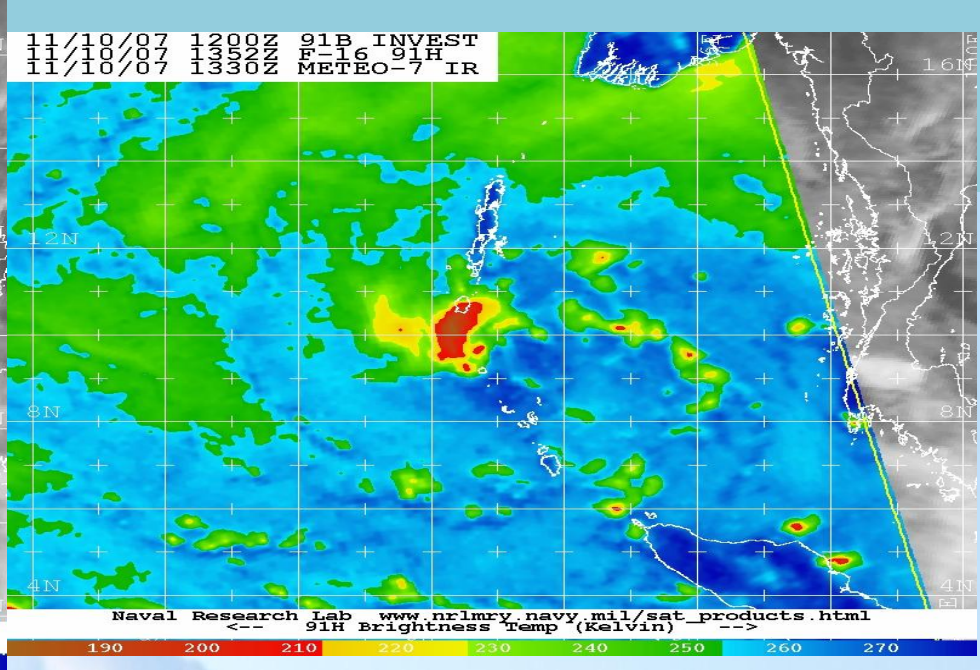 11/10/07 1200Z 91B INVEST
11/10/07 1352Z F-16 91H
11/10/07 1330Z METEO-7 IR
16N
12N
2N
8N
8N
4N
4N
Naval Research Lab www.nrlmry.navy.mil/sat_products.html
<-- 91H Brightness Temp (Kelvin) -->
190 200 210 220 230 240 250 260 270